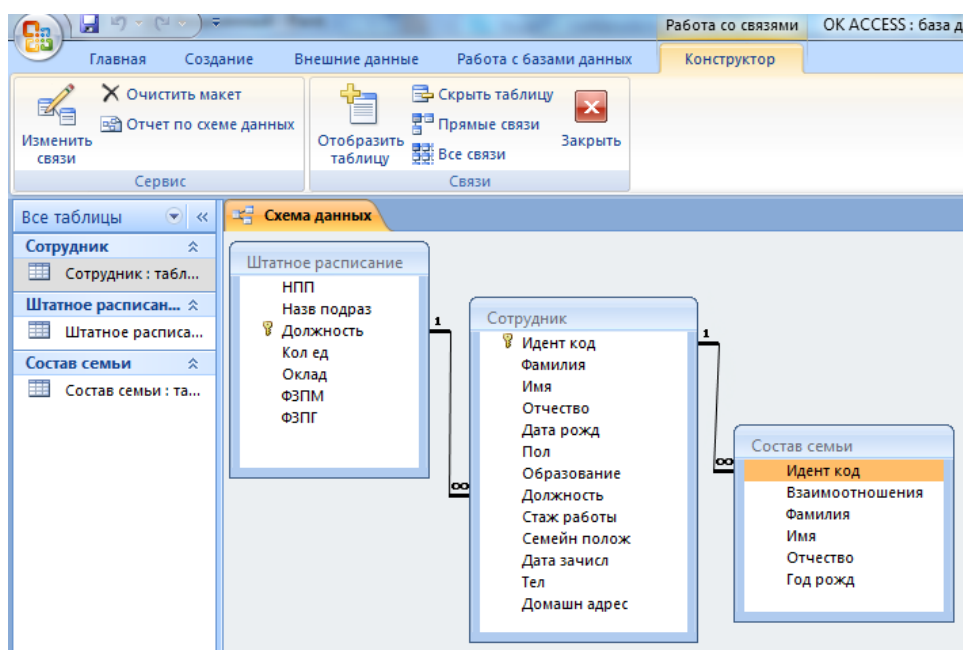 Работа со связями
ОК ACCESS : база д
Главная
Создание
Внешние данные
Работа с базами данных
Конструктор
Изменить связи
Очистить макет
Отчет по схеме данных
Сервис
Отобразить таблицу
Скрыть таблицу
Прямые связи
Все связи
Закрыть
Связи
Все таблицы
Сотрудник
Сотрудник : табл...
Штатное расписан...
Штатное расписа...
Состав семьи
Состав семьи : та...
Схема данных
Штатное расписание
НПП
Назв подраз
Должность
Кол ед
Оклад
ФЗПМ
ФЗПГ
1
∞
Сотрудник
Идент код
Фамилия
Имя
Отчество
Дата рожд
Пол
Образование
Должность
Стаж работы
Семейн полож
Дата зачисл
Тел
Домашн адрес
1
∞
Состав семьи
Идент код
Взаимоотношения
Фамилия
Имя
Отчество
Год рожд